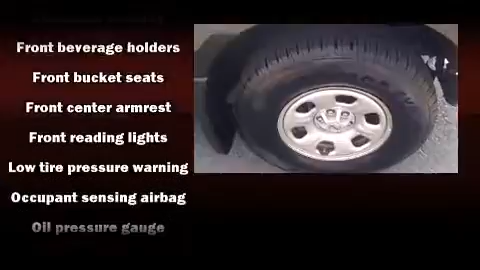 Front beverage holders
Front bucket seats
Front center armrest
Front reading lights
Low tire pressure warning
Occupant sensing airbag
Oil pressure gauge